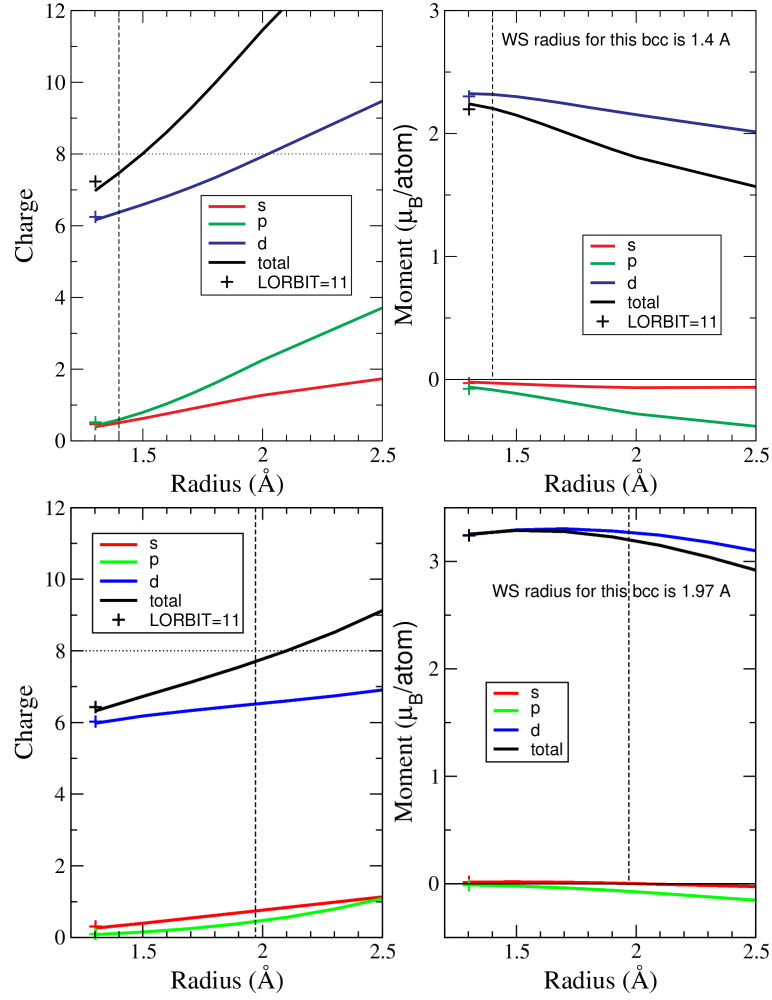 12
10
8
6
4
2
0
Charge
s
p
d
total
LORBIT=11
1.5
2
2.5
Radius (Å)
3
2
1
0
Moment (μB/atom)
WS radius for this bcc is 1.4 A
s
p
d
total
LORBIT=11
1.5
2
2.5
Radius (Å)
12
10
8
6
4
2
0
Charge
s
p
d
total
LORBIT=11
1.5
2
2.5
Radius (Å)
3
2
1
0
Moment (μB/atom)
WS radius for this bcc is 1.97 A
s
p
d
total
1.5
2
2.5
Radius (Å)